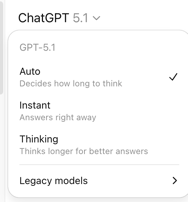 ChatGPT 5.1
GPT-5.1
Auto
Decides how long to think
Instant
Answers right away
Thinking
Thinks longer for better answers
Legacy models